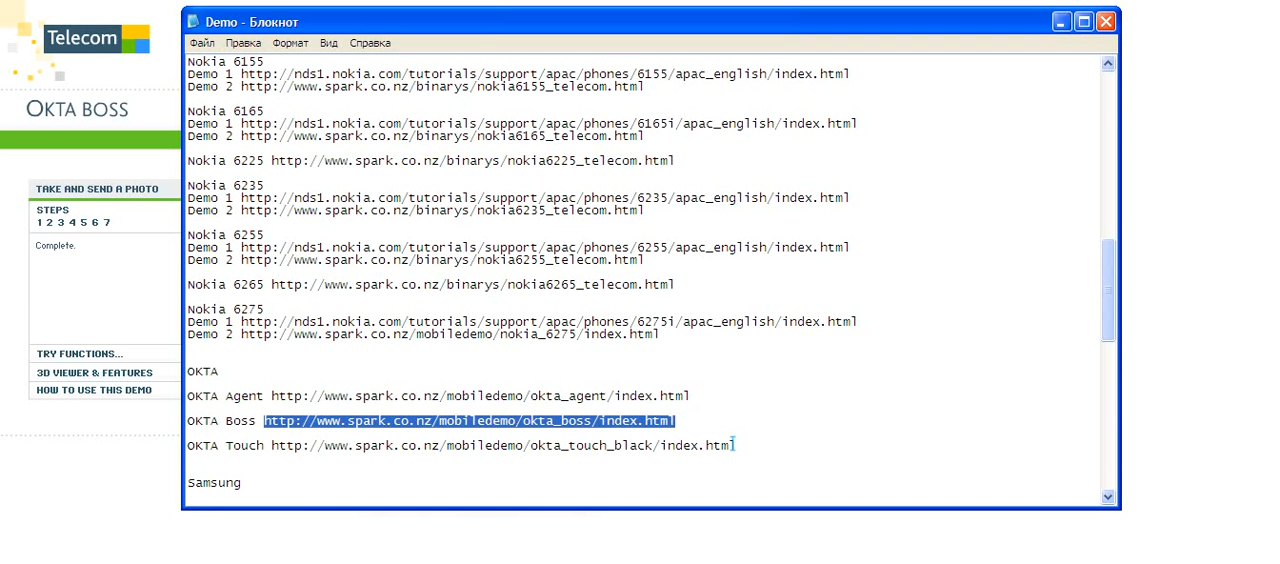 Telecom
OKTA BOSS
TAKE AND SEND A PHOTO
STEPS
1 2 3 4 5 6 7
Complete.
TRY FUNCTIONS...
3D VIEWER & FEATURES
HOW TO USE THIS DEMO
Demo - Блокнот
Файл Правка Формат Вид Справка
Nokia 6155
Demo 1 http://nds1.nokia.com/tutorials/support/apac/phones/6155/apac_english/index.html
Demo 2 http://www.spark.co.nz/binarys/nokia6155_telecom.html
Nokia 6165
Demo 1 http://nds1.nokia.com/tutorials/support/apac/phones/6165i/apac_english/index.html
Demo 2 http://www.spark.co.nz/binarys/nokia6165_telecom.html
Nokia 6225 http://www.spark.co.nz/binarys/nokia6225_telecom.html
Nokia 6235
Demo 1 http://nds1.nokia.com/tutorials/support/apac/phones/6235/apac_english/index.html
Demo 2 http://www.spark.co.nz/binarys/nokia6235_telecom.html
Nokia 6255
Demo 1 http://nds1.nokia.com/tutorials/support/apac/phones/6255/apac_english/index.html
Demo 2 http://www.spark.co.nz/binarys/nokia6255_telecom.html
Nokia 6265 http://www.spark.co.nz/binarys/nokia6265_telecom.html
Nokia 6275
Demo 1 http://nds1.nokia.com/tutorials/support/apac/phones/6275i/apac_english/index.html
Demo 2 http://www.spark.co.nz/mobiledemo/nokia_6275/index.html
OKTA
OKTA Agent http://www.spark.co.nz/mobiledemo/okta_agent/index.html
OKTA Boss http://www.spark.co.nz/mobiledemo/okta_boss/index.html
OKTA Touch http://www.spark.co.nz/mobiledemo/okta_touch_black/index.html
Samsung